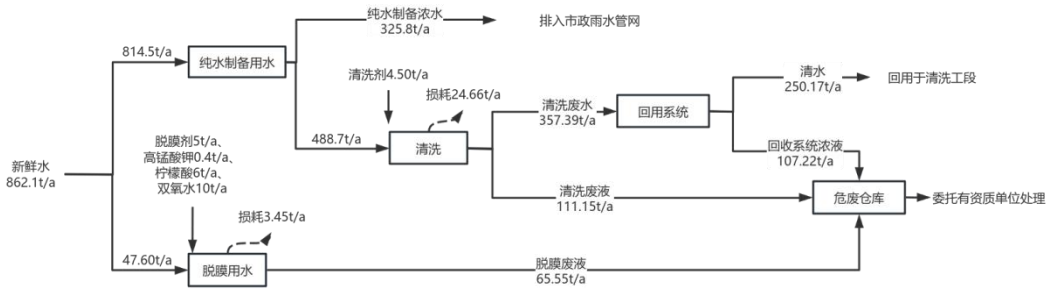 纯水制备浓水
325.8t/a
排入市政雨水管网
814.5t/a
纯水制备用水
清洗剂4.50t/a
损耗24.66t/a
清洗废水
357.39t/a
回用系统
清水
250.17t/a
回用于清洗工段
488.7t/a
清洗
回收系统浓液
107.22t/a
新鲜水
862.1t/a
脱膜剂5t/a、
高锰酸钾0.4t/a、
柠檬酸6t/a、
双氧水10t/a
清洗废液
111.15t/a
危废仓库
委托有资质单位处理
损耗3.45t/a
47.60t/a
脱膜用水
脱膜废液
65.55t/a